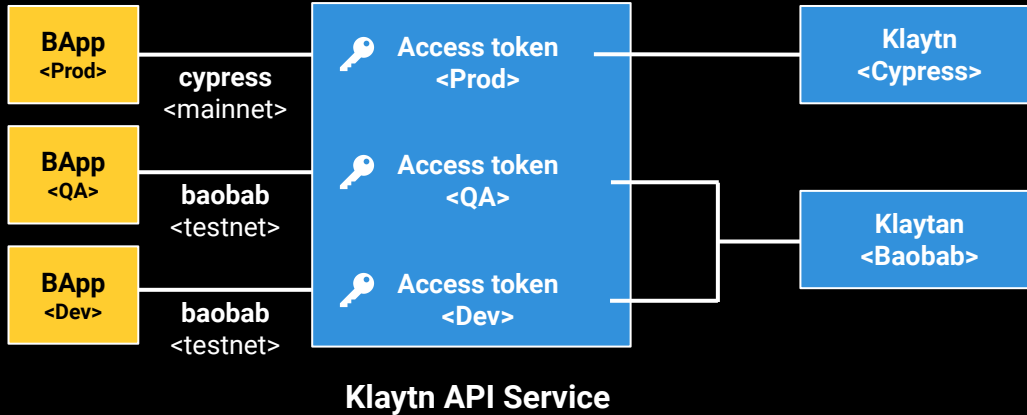 BApp
<Prod>
cypress
<mainnet>
Access token
<Prod>
Klaytn
<Cypress>
BApp
<QA>
baobab
<testnet>
Access token
<QA>
Klaytan
<Baobab>
BApp
<Dev>
baobab
<testnet>
Access token
<Dev>
Klaytn API Service